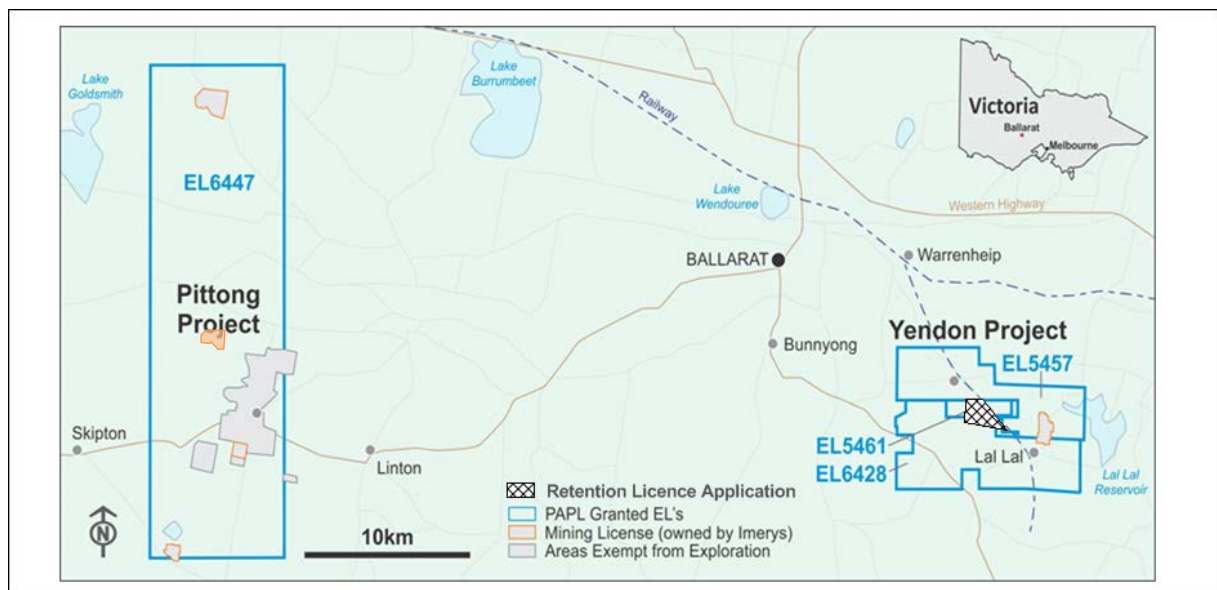 Lake
Goldsmith
Lake
Burrumbeet
Railway
Victoria
Ballarat
Melbourne
EL6447
Lake
Wendouree
Western Highway
BALLARAT
Warrenheip
Pittong
Project
Bunnyong
Yendon Project
EL5457
Skipton
Linton
EL5461
EL6428
Lal Lal
Lal Lal
Reservoir
N
10km
Retention Licence Application
PAPL Granted EL's
Mining License (owned by Imerys)
Areas Exempt from Exploration